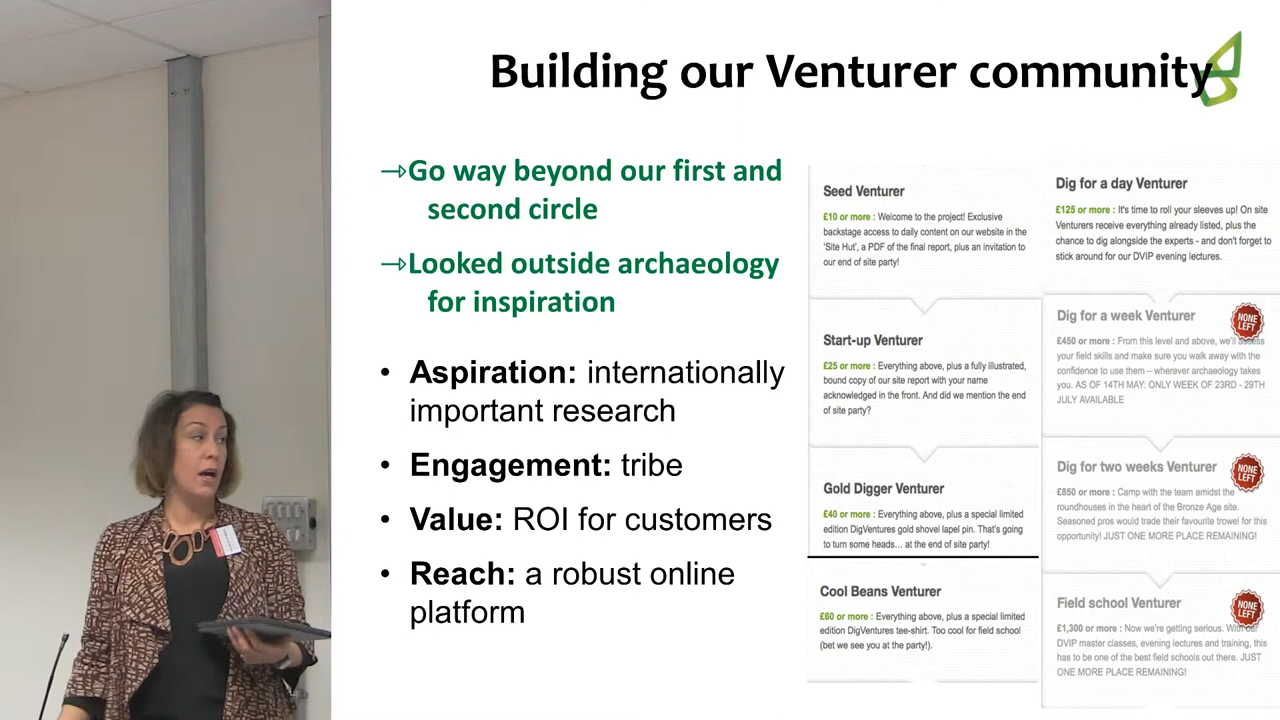 Building our Venturer community
⇾Go way beyond our first and
second circle
⇾Looked outside archaeology
for inspiration
• Aspiration: internationally
important research
• Engagement: tribe
• Value: ROI for customers
• Reach: a robust online
platform
Seed Venturer
£10 or more : Welcome to the project! Exclusive
backstage access to daily content on our website in the
'Site Hut', a PDF of the final report, plus an invitation to
our end of site party!
Start-up Venturer
£25 or more : Everything above, plus a fully illustrated,
bound copy of our site report with your name
acknowledged in the front. And did we mention the end
of site party?
Gold Digger Venturer
£40 or more : Everything above, plus a special limited
edition DigVentures gold shovel lapel pin. That's going
to turn some heads... at the end of site party!
Cool Beans Venturer
£60 or more : Everything above, plus a special limited
edition DigVentures tee-shirt. Too cool for field school
(bet we see you at the party!).
Dig for a day Venturer
£125 or more : It's time to roll your sleeves up! On site
Venturers receive everything already listed, plus the
chance to dig alongside the experts - and don't forget to
stick around for our DVIP evening lectures.
Dig for a week Venturer
NONE
LEFT
£450 or more : From this level and above, we'll assess
your field skills and make sure you walk away with the
confidence to use them – wherever archaeology takes
you. AS OF 14TH MAY: ONLY WEEK OF 23RD - 29TH
JULY AVAILABLE
Dig for two weeks Venturer
NONE
LEFT
£850 or more : Camp with the team amidst the
roundhouses in the heart of the Bronze Age site.
Seasoned pros would trade their favourite trowel for this
opportunity! JUST ONE MORE PLACE REMAINING!
Field school Venturer
NONE
LEFT
£1,300 or more : Now we're getting serious. With our
DVIP master classes, evening lectures and training, this
has to be one of the best field schools out there. JUST
ONE MORE PLACE REMAINING!